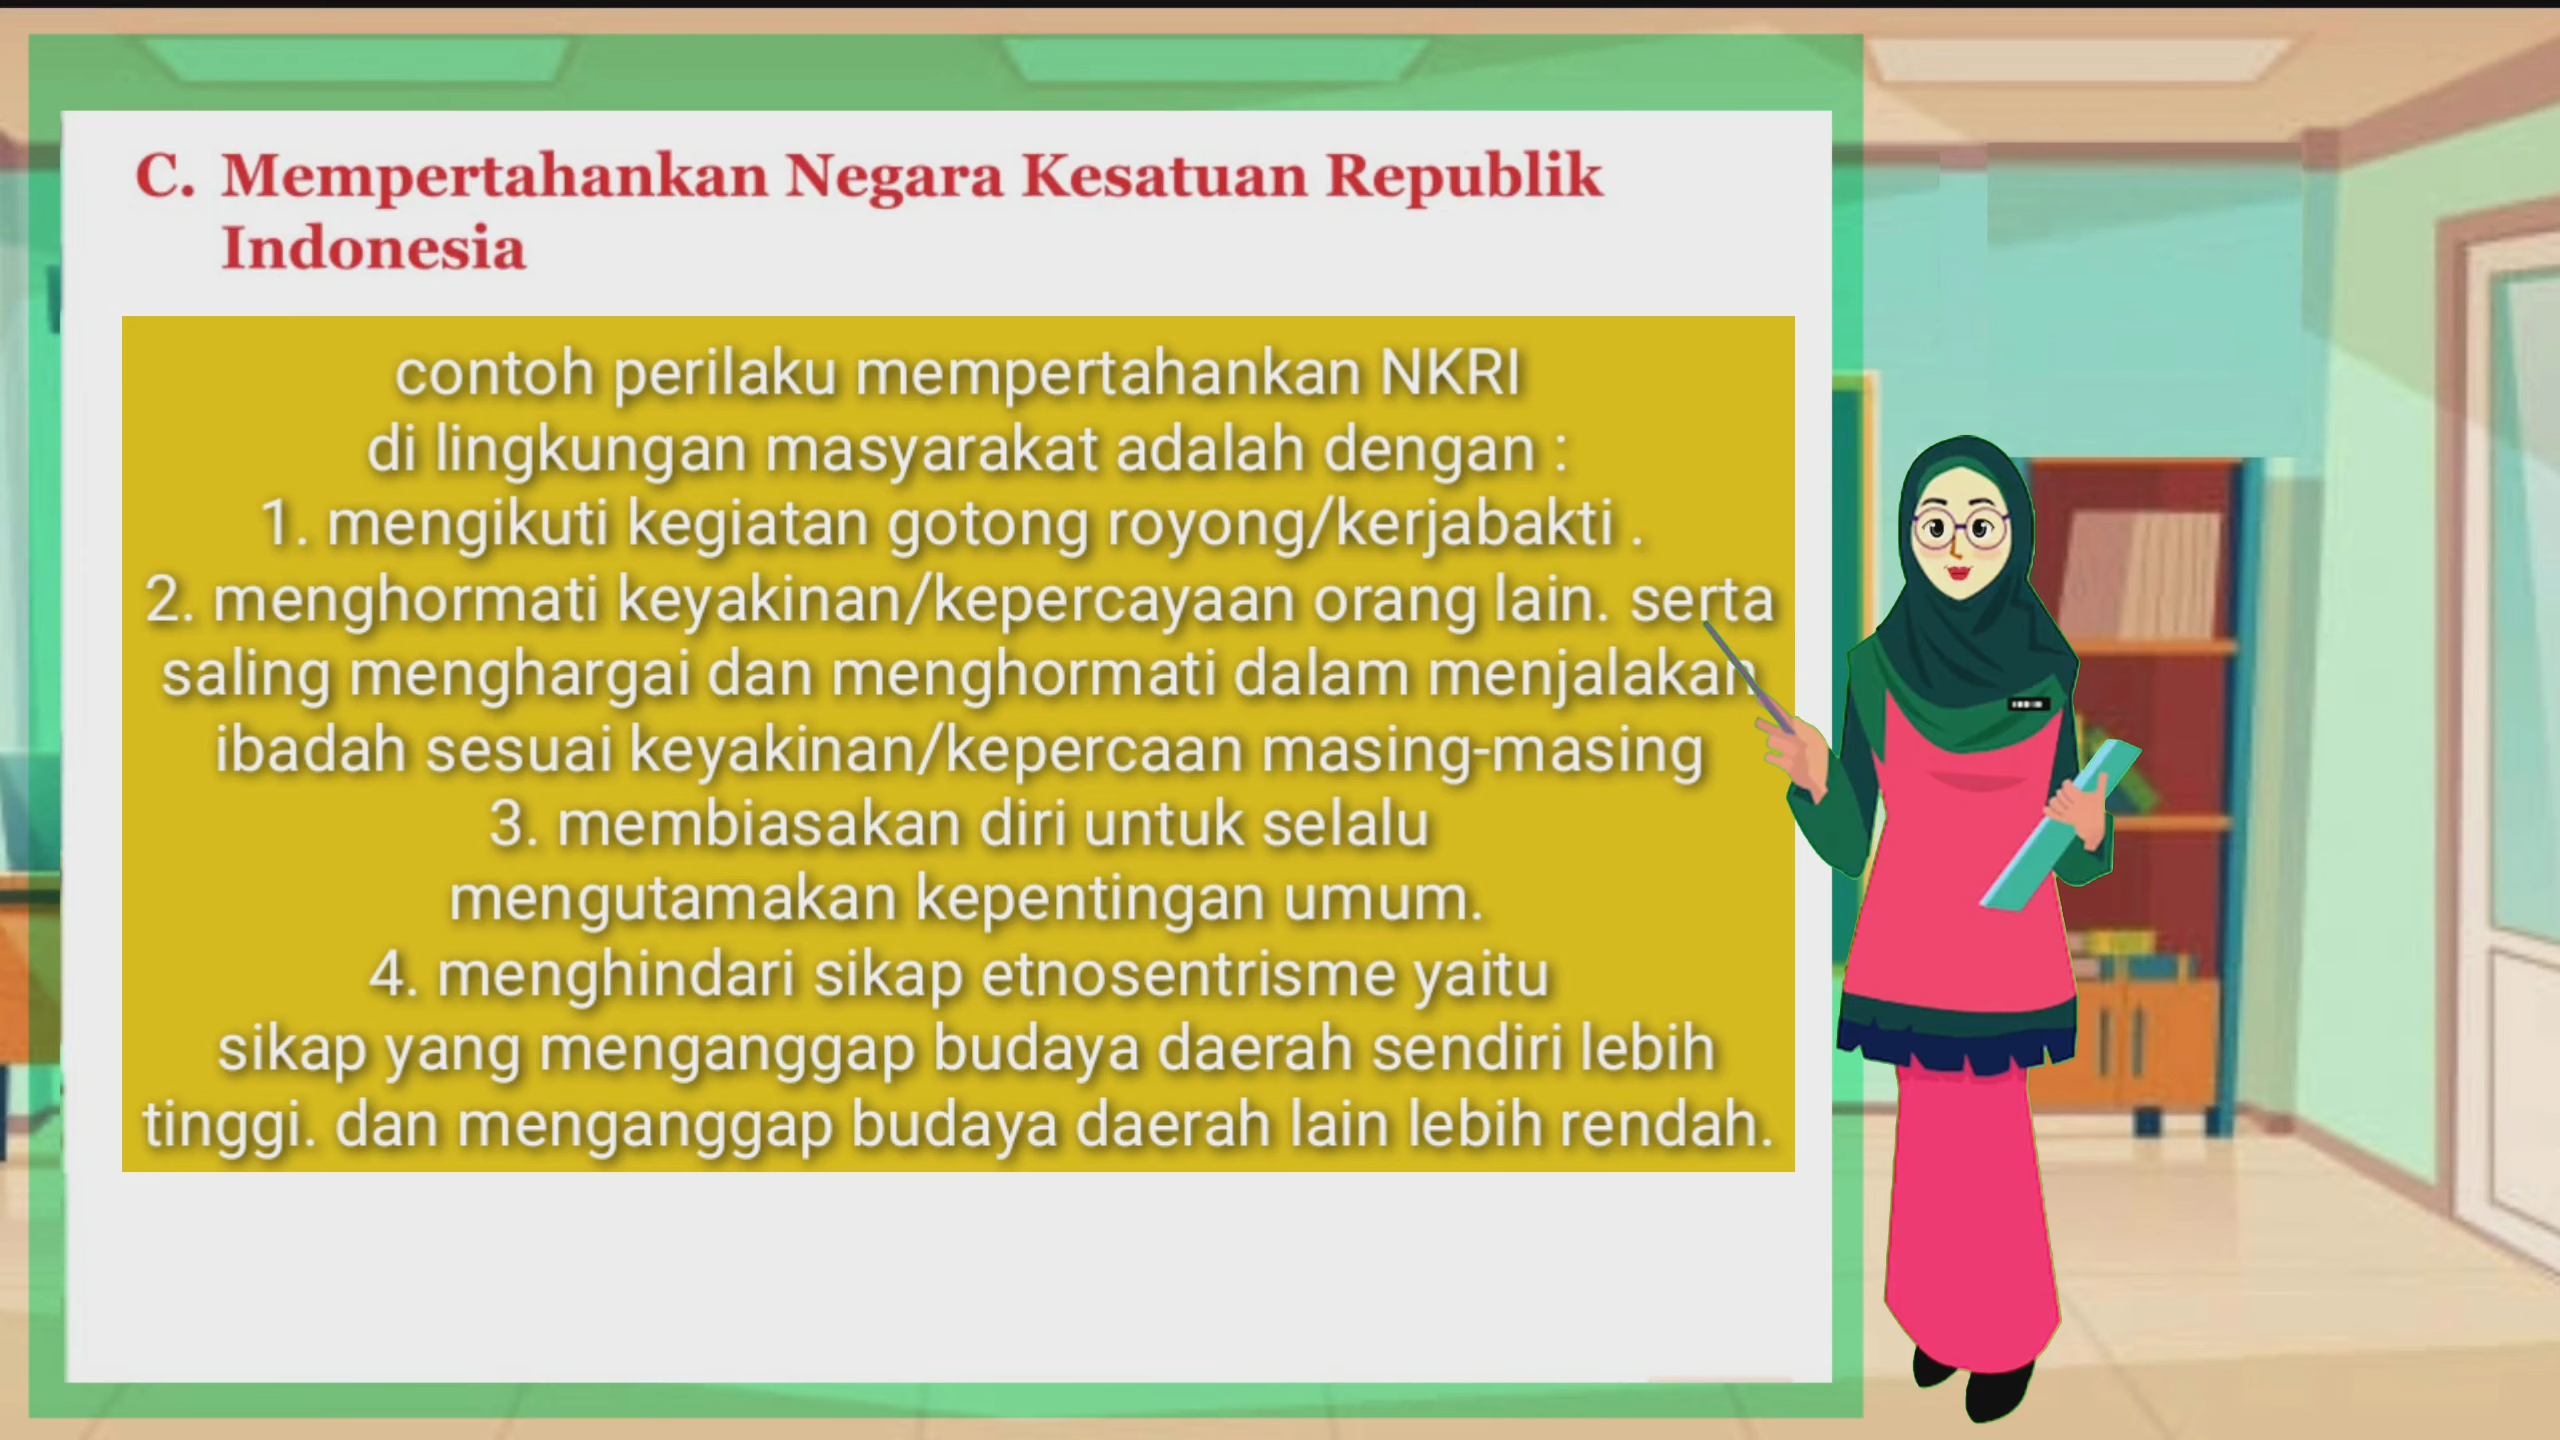 C. Mempertahankan Negara Kesatuan Republik
Indonesia
contoh perilaku mempertahankan NKRI
di lingkungan masyarakat adalah dengan :
1. mengikuti kegiatan gotong royong/kerjabakti .
2. menghormati keyakinan/kepercayaan orang lain. serta
saling menghargai dan menghormati dalam menjalakan
ibadah sesuai keyakinan/kepercaan masing-masing
3. membiasakan diri untuk selalu
mengutamakan kepentingan umum.
4. menghindari sikap etnosentrisme yaitu
sikap yang menganggap budaya daerah sendiri lebih
tinggi. dan menganggap budaya daerah lain lebih rendah.